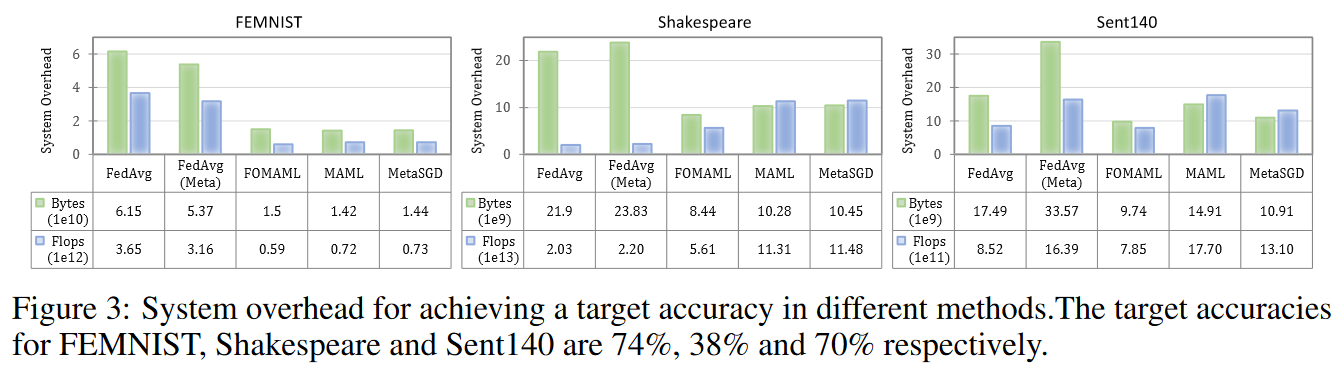 FEMNIST
System Overhead
6
4
2
0
FedAvg FedAvg (Meta) FOMAML MAML MetaSGD
Bytes (1e10) 6.15 5.37 1.5 1.42 1.44
Flops (1e12) 3.65 3.16 0.59 0.72 0.73
Shakespeare
System Overhead
20
10
0
FedAvg FedAvg (Meta) FOMAML MAML MetaSGD
Bytes (1e9) 21.9 23.83 8.44 10.28 10.45
Flops (1e13) 2.03 2.20 5.61 11.31 11.48
Sent140
System Overhead
30
20
10
0
FedAvg FedAvg (Meta) FOMAML MAML MetaSGD
Bytes (1e9) 17.49 33.57 9.74 14.91 10.91
Flops (1e11) 8.52 16.39 7.85 17.70 13.10
Figure 3: System overhead for achieving a target accuracy in different methods.The target accuracies
for FEMNIST, Shakespeare and Sent140 are 74%, 38% and 70% respectively.